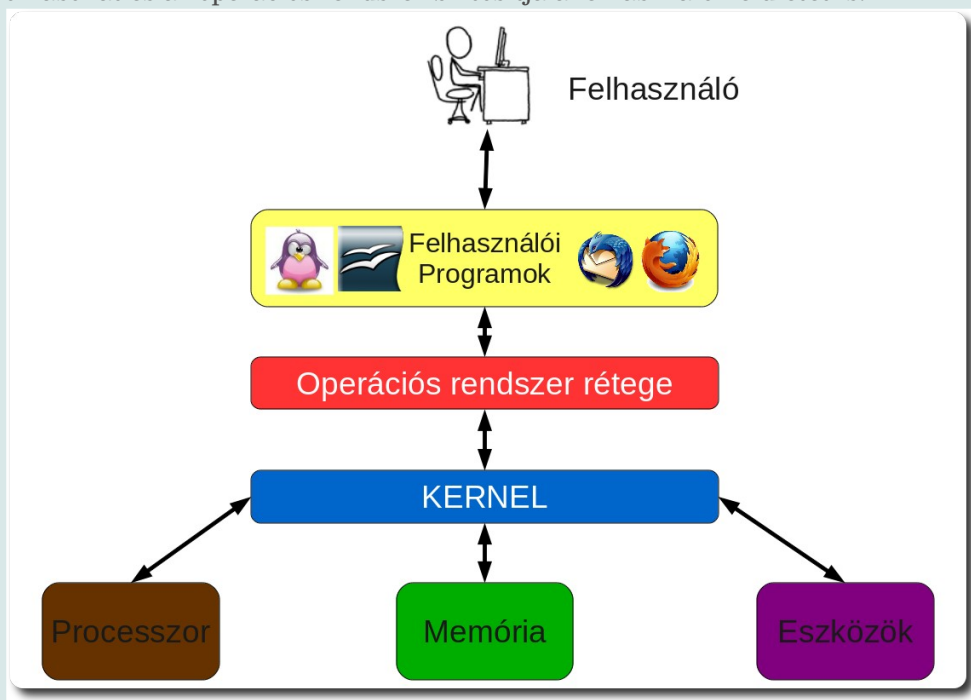 Felhasználó
Felhasználói
Programok
Operációs rendszer rétege
KERNEL
Processzor
Memória
Eszközök